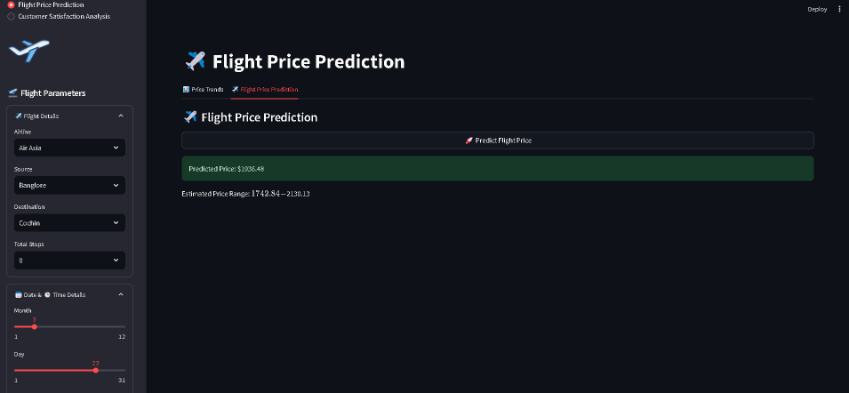 Flight Price Prediction
Customer Satisfaction Analysis
Flight Parameters
Flight Details
Airline
Air Asia
Source
Banglore
Destination
Cochin
Total Stops
0
Date & Time Details
Month
3
1 12
Day
1 31
Deploy
Flight Price Prediction
Price Trends Flight Price Prediction
Flight Price Prediction
Predict Flight Price
Predicted Price: $1936.48
Estimated Price Range: 1742.84−2130.12